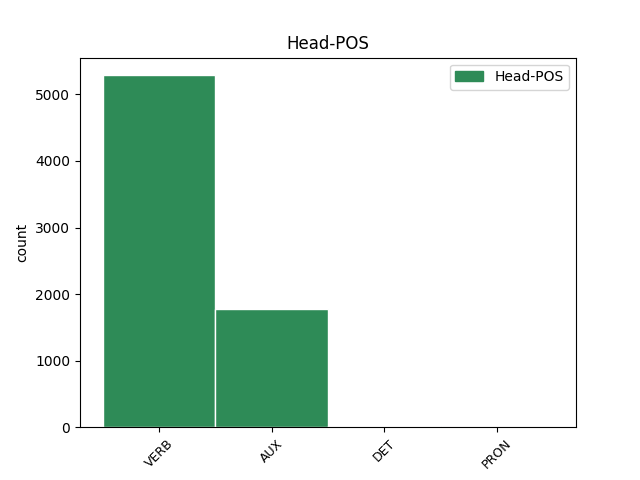 Head-POS
Head-POS
5000
4000
3000
2000
1000
0
count
VERB
AUX
DET
PRON